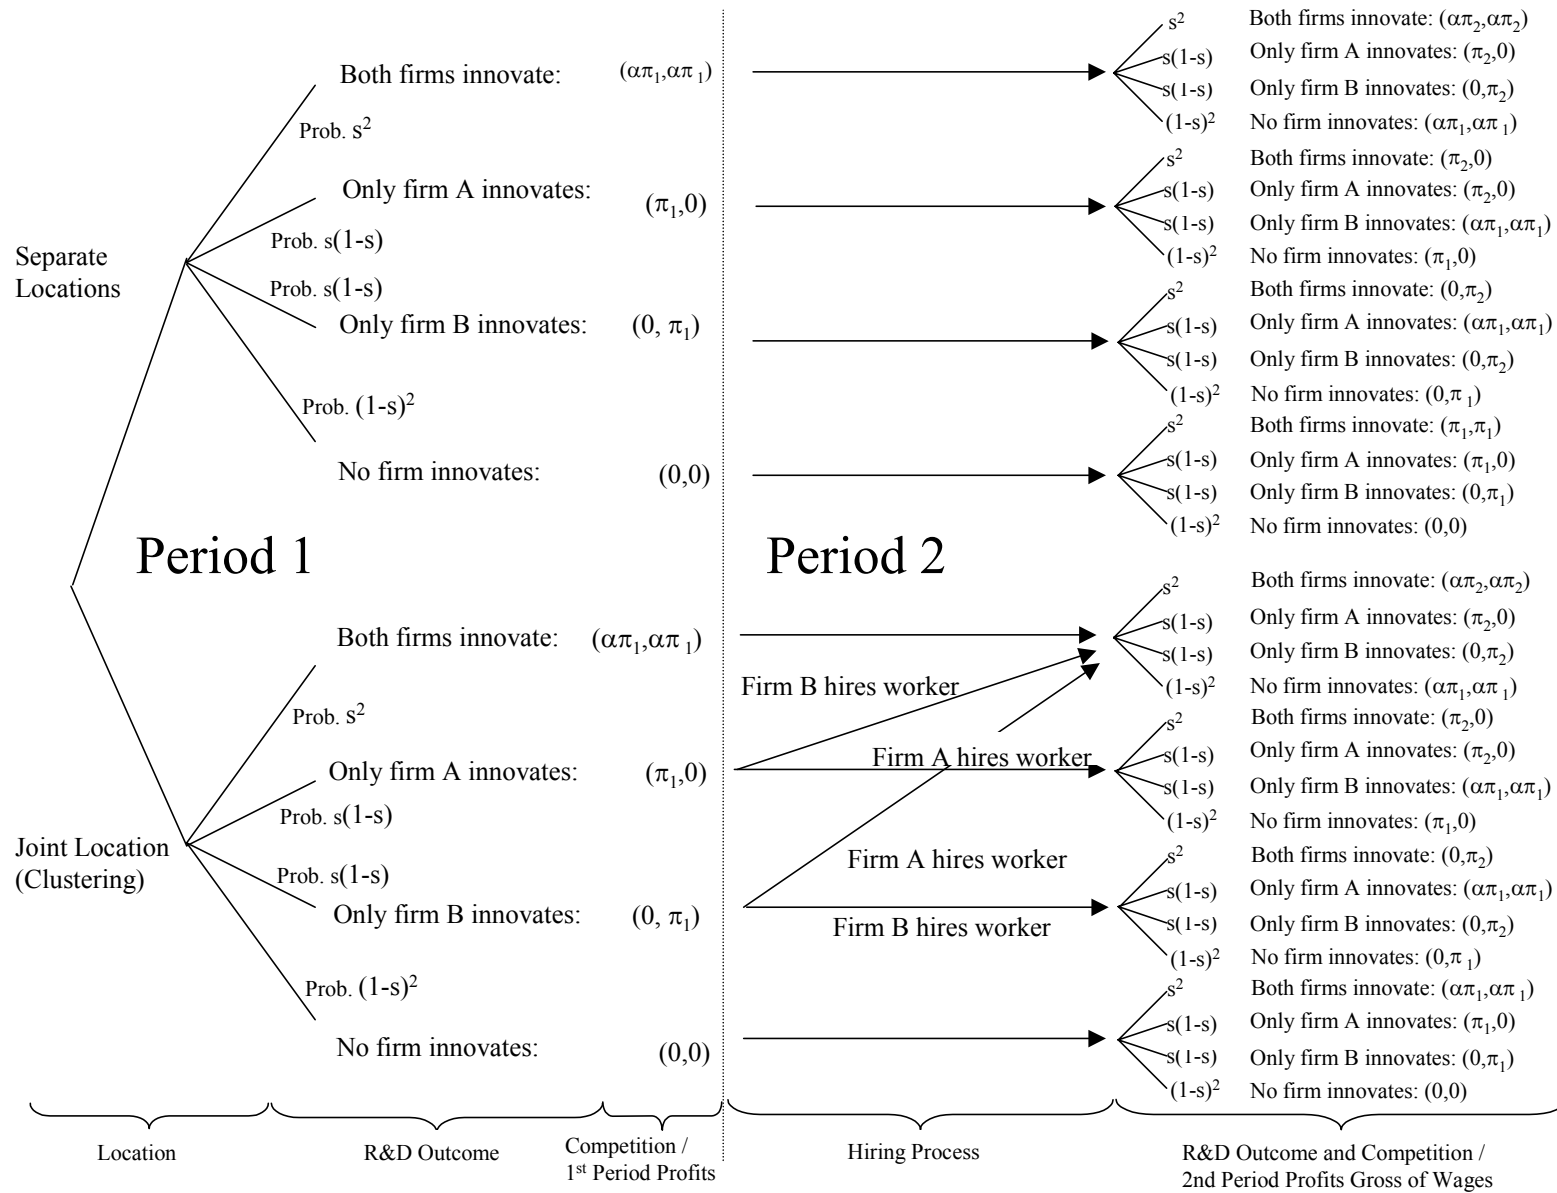 Both firms innovate: (απ₁,απ₁)
Prob. s²
Only firm A innovates: (π₁,0)
Prob. s(1-s)
Separate
Locations
Prob. s(1-s)
Only firm B innovates: (0, π₁)
Prob. (1-s)²
No firm innovates: (0,0)
s² Both firms innovate: (απ₂,απ₂)
s(1-s) Only firm A innovates: (π₂,0)
s(1-s) Only firm B innovates: (0,π₂)
(1-s)² No firm innovates: (απ₁,απ₁)
s² Both firms innovate: (π₂,0)
s(1-s) Only firm A innovates: (π₂,0)
s(1-s) Only firm B innovates: (απ₁,απ₁)
(1-s)² No firm innovates: (π₁,0)
s² Both firms innovate: (0,π₂)
s(1-s) Only firm A innovates: (απ₁,απ₁)
s(1-s) Only firm B innovates: (0,π₂)
(1-s)² No firm innovates: (0,π₁)
s² Both firms innovate: (π₁,π₁)
s(1-s) Only firm A innovates: (π₁,0)
s(1-s) Only firm B innovates: (0,π₁)
(1-s)² No firm innovates: (0,0)
Period 1
Period 2
Both firms innovate: (απ₁,απ₁)
Prob. s²
Only firm A innovates: (π₁,0)
Prob. s(1-s)
Joint Location
(Clustering)
Prob. s(1-s)
Only firm B innovates: (0, π₁)
Prob. (1-s)²
No firm innovates: (0,0)
Firm B hires worker
Firm A hires worker
Firm A hires worker
Firm B hires worker
s² Both firms innovate: (απ₂,απ₂)
s(1-s) Only firm A innovates: (π₂,0)
s(1-s) Only firm B innovates: (0,π₂)
(1-s)² No firm innovates: (απ₁,απ₁)
s² Both firms innovate: (π₂,0)
s(1-s) Only firm A innovates: (π₂,0)
s(1-s) Only firm B innovates: (απ₁,απ₁)
(1-s)² No firm innovates: (π₁,0)
s² Both firms innovate: (0,π₂)
s(1-s) Only firm A innovates: (απ₁,απ₁)
s(1-s) Only firm B innovates: (0,π₂)
(1-s)² No firm innovates: (0,π₁)
s² Both firms innovate: (απ₁,απ₁)
s(1-s) Only firm A innovates: (π₁,0)
s(1-s) Only firm B innovates: (0,π₁)
(1-s)² No firm innovates: (0,0)
Location
R&D Outcome
Competition /
1st Period Profits
Hiring Process
R&D Outcome and Competition /
2nd Period Profits Gross of Wages